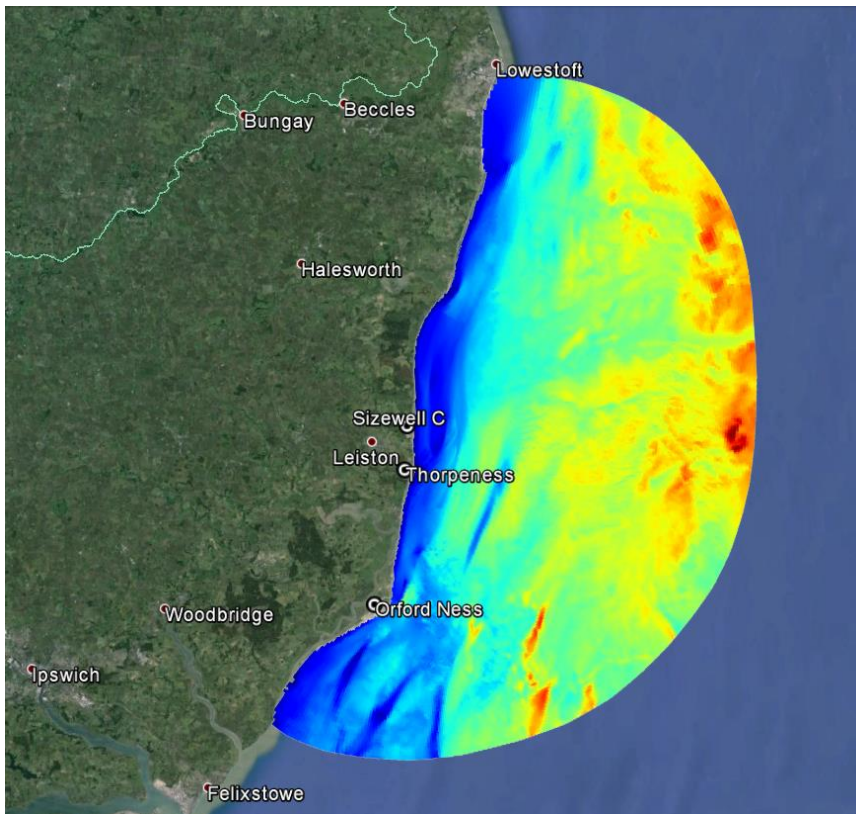 Lowestoft
Beccles
Bungay
Halesworth
Sizewell C
Leiston
Thorpeness
Orford Ness
Woodbridge
Ipswich
Felixstowe